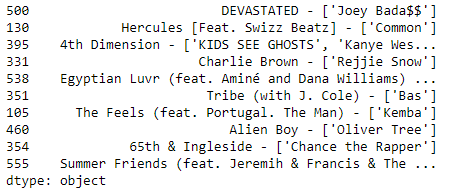 500 DEVASTATED - ['Joey Bada$$']
130 Hercules [Feat. Swizz Beatz] - ['Common']
395 4th Dimension - ['KIDS SEE GHOSTS', 'Kanye Wes...
331 Charlie Brown - ['Rejjie Snow']
538 Egyptian Luvr (feat. Aminé and Dana Williams) ...
351 Tribe (with J. Cole) - ['Bas']
105 The Feels (feat. Portugal. The Man) - ['Kemba']
460 Alien Boy - ['Oliver Tree']
354 65th & Ingleside - ['Chance the Rapper']
555 Summer Friends (feat. Jeremih & Francis & The ...
dtype: object